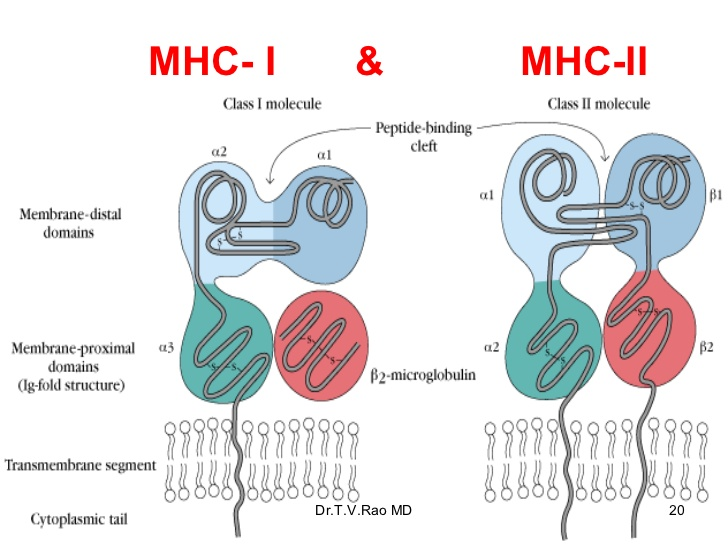 MHC- I & MHC-II
Class I molecule
Class II molecule
Peptide-binding
cleft
α2
α1
α1
β1
Membrane-distal
domains
s
s
s-s
Membrane-proximal
domains
(Ig-fold structure)
α3
s
s
s
s
β2-microglobulin
α2
s
s
s
s
β2
Transmembrane segment
Cytoplasmic tail
Dr.T.V.Rao MD
20